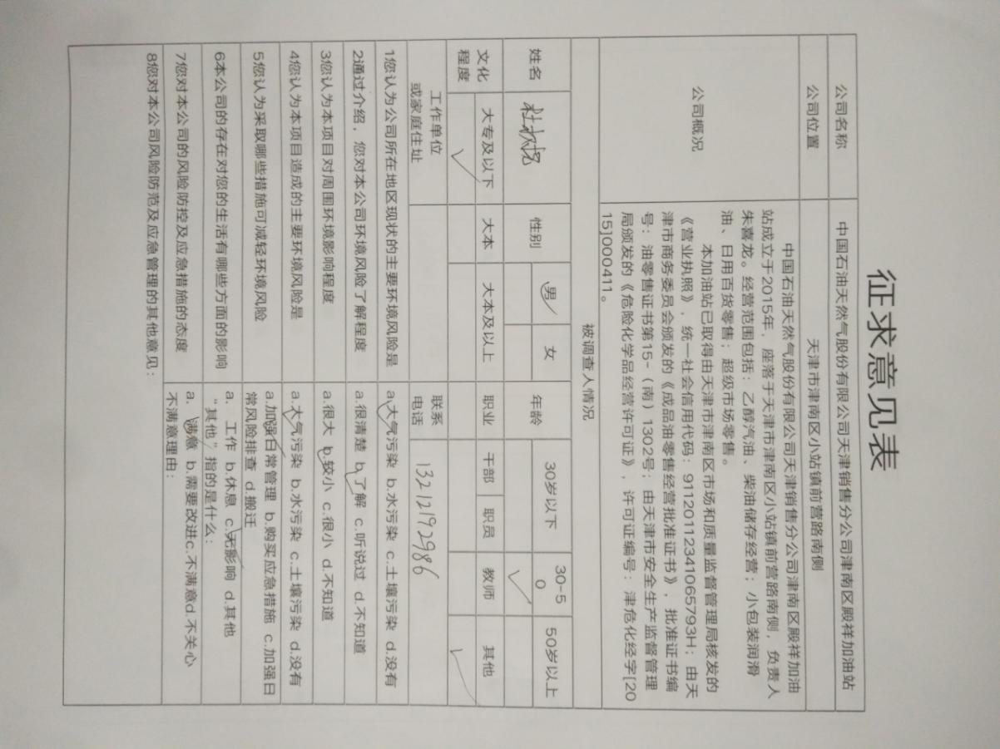 征求意见表
公司名称 中国石油天然气股份有限公司天津销售分公司津南区殿祥加油站
公司位置 天津市津南区小站镇前营路南侧
公司概况
中国石油天然气股份有限公司天津销售分公司津南区殿祥加油
站成立于2015年，座落于天津市津南区小站镇前营路南侧，负责人
朱喜龙。经营范围包括：乙醇汽油、柴油储存经营；小包装润滑
油、日用百货零售；超级市场零售。
本加油站已取得由天津市津南区市场和质量监督管理局核发的
《营业执照》，统一社会信用代码：91120112341065793H；由天
津市商务委员会颁发的《成品油零售经营批准证书》，批准证书编
号：油零售证书第15-（南）1302号；由天津市安全生产监督管理
局颁发的《危险化学品经营许可证》，许可证编号：津危化经字[20
15]000411。
被调查人情况
姓名 性别 男 女 年龄 30岁以下 30-5
0 50岁以上
文化
程度 大专及以下 大本 大本及以上 职业 干部 职员 教师 其他
工作单位
或家庭住址 联系
电话 13212192986
1您认为公司所在地区现状的主要环境风险是 a.大气污染 b.水污染 c.土壤污染 d.没有
2通过介绍，您对本公司环境风险了解程度 a.很清楚 b.了解 c.听说过 d.不知道
3您认为本项目对周围环境影响程度 a.很大 b.较小 c.很小 d.不知道
4您认为本项目造成的主要环境风险是 a.大气污染 b.水污染 c.土壤污染 d.没有
5您认为采取哪些措施可减轻环境风险 a.加强日常管理 b.购买应急措施 c.加强日
常风险排查 d.搬迁
6本公司的存在对您的生活有哪些方面的影响 a. 工作 b.休息 c.无影响 d.其他
“其他”指的是什么：
7您对本公司的风险防控及应急措施的态度 a. 满意 b.需要改进c.不满意d.不关心
不满意理由：
8您对本公司风险防范及应急管理的其他意见：